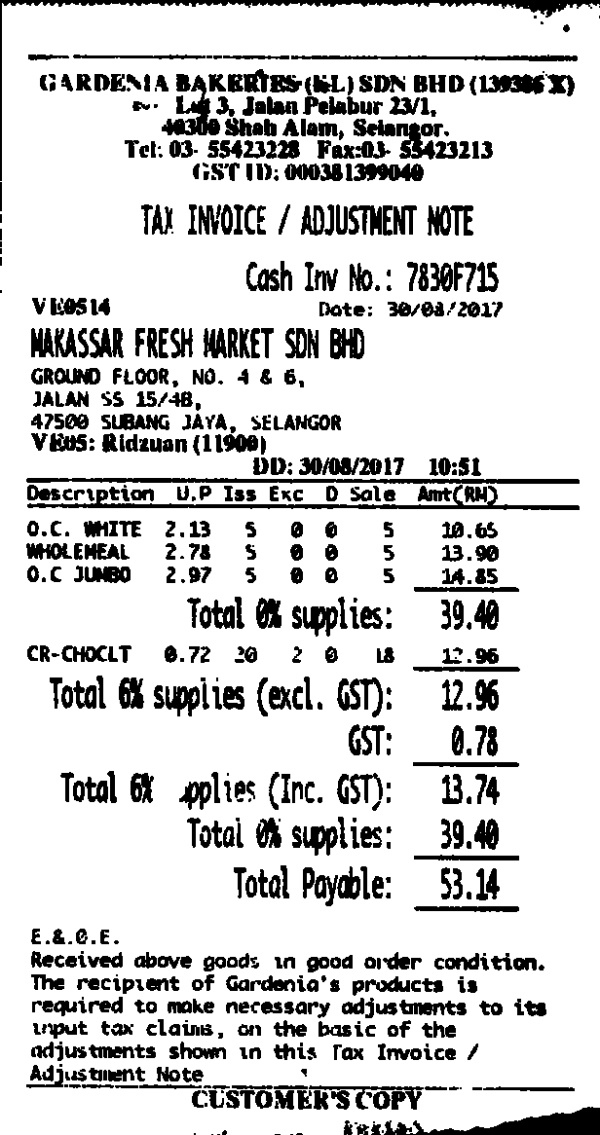 GARDENIA BAKERIES (KL) SDN BHD (139386 X)
Lot 3, Jalan Pelabur 23/1,
40300 Shah Alam, Selangor.
Tel: 03- 55423228 Fax:03- 55423213
GST ID: 000381399040
TAX INVOICE / ADJUSTMENT NOTE
Cash Inv No.: 7830F715
VE0514 Date: 30/08/2017
MAKASSAR FRESH MARKET SDN BHD
GROUND FLOOR, NO. 4 & 6,
JALAN SS 15/4B,
47500 SUBANG JAYA, SELANGOR
VE05: Ridzuan (11900)
DD: 30/08/2017 10:51
Description U.P Iss Exc D Sale Amt(RM)
O.C. WHITE 2.13 5 0 0 5 10.65
WHOLEMEAL 2.78 5 0 0 5 13.90
O.C JUMBO 2.97 5 0 0 5 14.85
Total 0% supplies: 39.40
CR-CHOCLT 0.72 20 2 0 18 12.96
Total 6% supplies (excl. GST): 12.96
GST: 0.78
Total 6% supplies (Inc. GST): 13.74
Total 0% supplies: 39.40
Total Payable: 53.14
E.&.O.E.
Received above goods in good order condition.
The recipient of Gardenia's products is
required to make necessary adjustments to its
input tax claims, on the basic of the
adjustments shown in this Tax Invoice /
Adjustment Note
CUSTOMER'S COPY